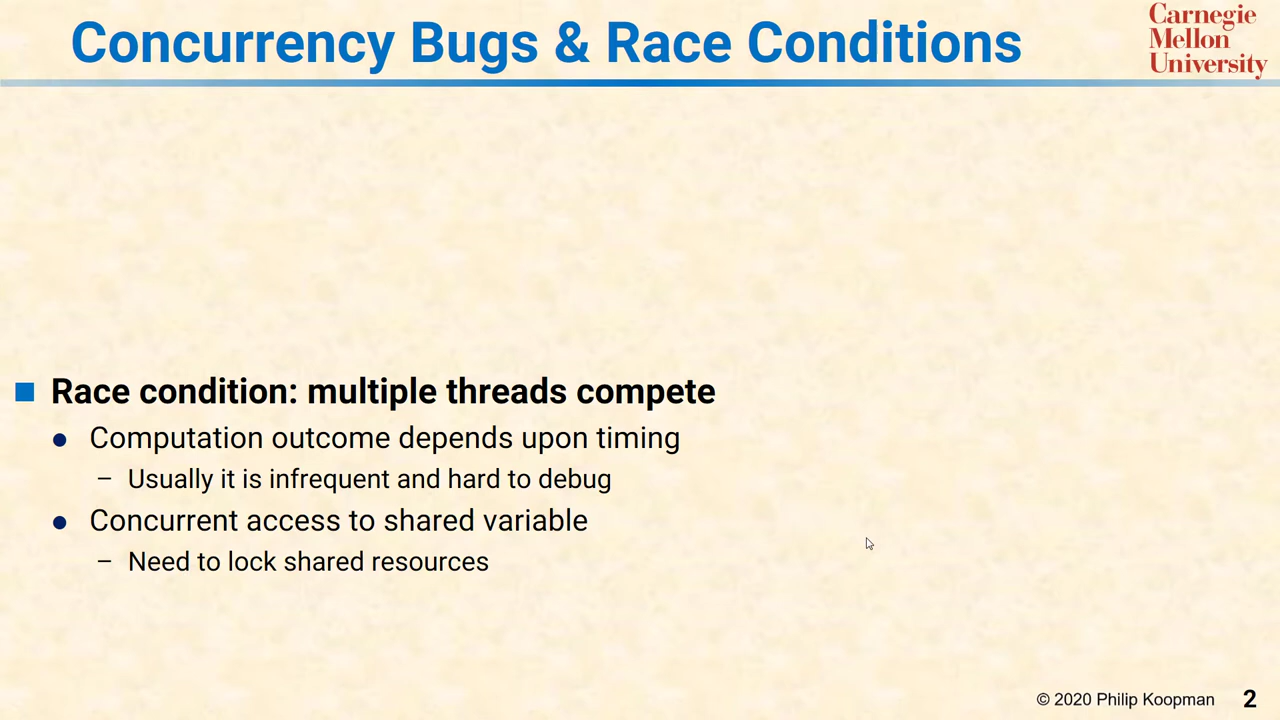 Concurrency Bugs & Race Conditions
Carnegie
Mellon
University
Race condition: multiple threads compete
Computation outcome depends upon timing
– Usually it is infrequent and hard to debug
Concurrent access to shared variable
– Need to lock shared resources
© 2020 Philip Koopman 2